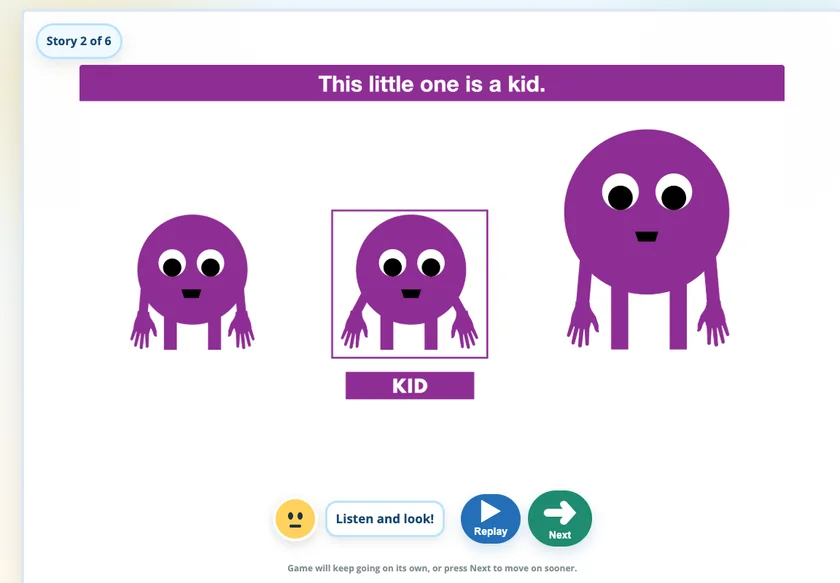 Story 2 of 6
This little one is a kid.
KID
Listen and look!
Replay
Next
Game will keep going on its own, or press Next to move on sooner.